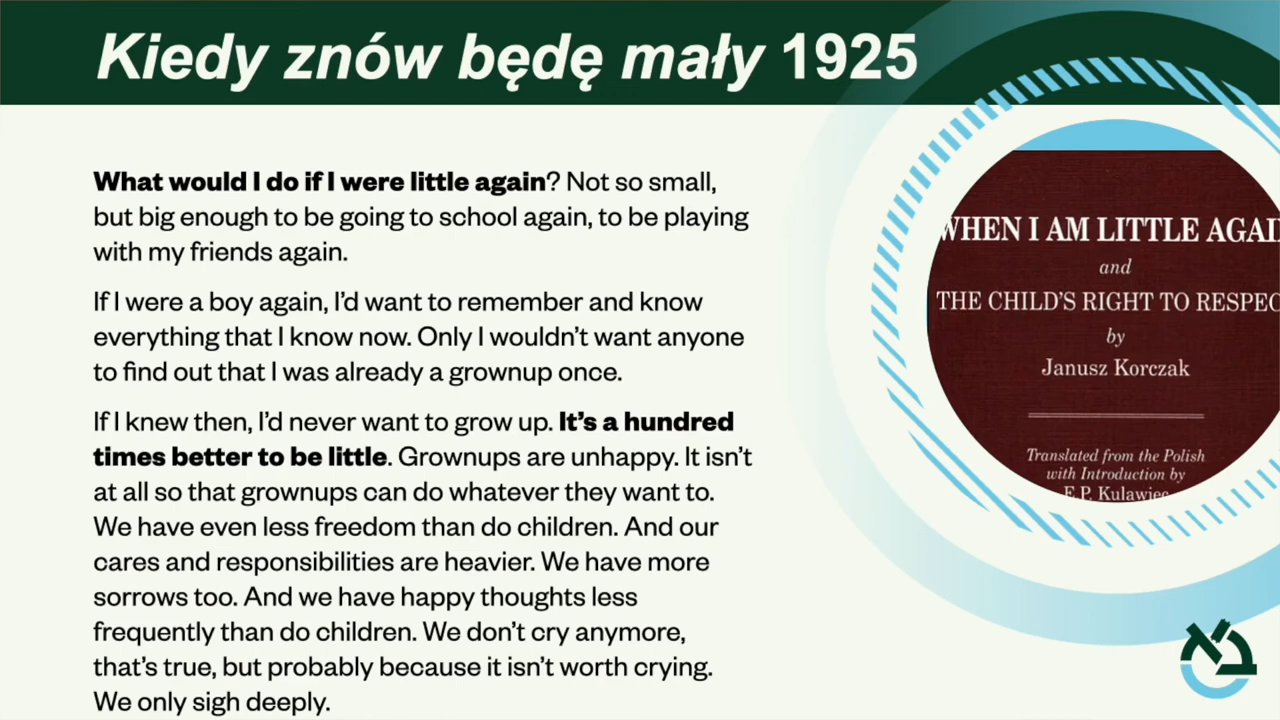 Kiedy znów będę mały 1925
What would I do if I were little again? Not so small,
but big enough to be going to school again, to be playing
with my friends again.
If I were a boy again, I'd want to remember and know
everything that I know now. Only I wouldn't want anyone
to find out that I was already a grownup once.
If I knew then, I'd never want to grow up. It's a hundred
times better to be little. Grownups are unhappy. It isn't
at all so that grownups can do whatever they want to.
We have even less freedom than do children. And our
cares and responsibilities are heavier. We have more
sorrows too. And we have happy thoughts less
frequently than do children. We don't cry anymore,
that's true, but probably because it isn't worth crying.
We only sigh deeply.
WHEN I AM LITTLE AGAI
and
THE CHILD'S RIGHT TO RESPEC
by
Janusz Korczak
Translated from the Polish
with Introduction by
E.P. Kulawiec
א ב